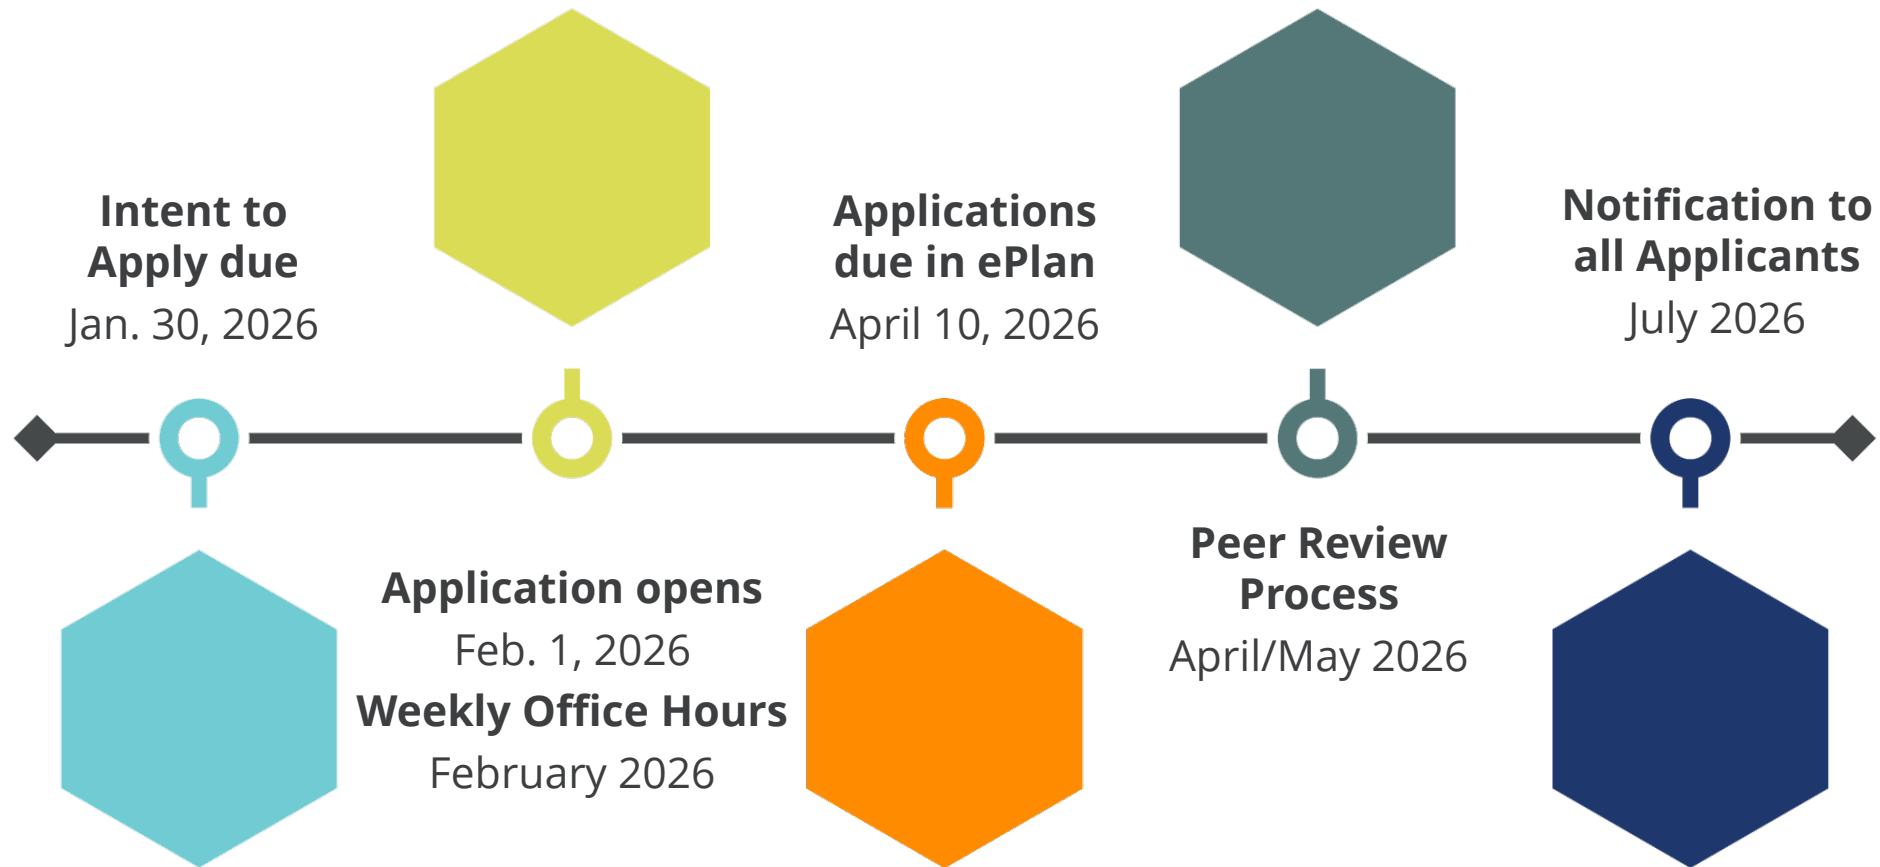 Intent to
Apply due
Jan. 30, 2026
Application opens
Feb. 1, 2026
Weekly Office Hours
February 2026
Applications
due in ePlan
April 10, 2026
Peer Review
Process
April/May 2026
Notification to
all Applicants
July 2026